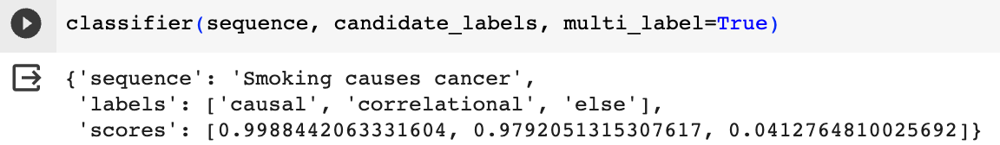 classifier(sequence, candidate_labels, multi_label=True)
{'sequence': 'Smoking causes cancer',
 'labels': ['causal', 'correlational', 'else'],
 'scores': [0.9988442063331604, 0.9792051315307617, 0.0412764810025692]}